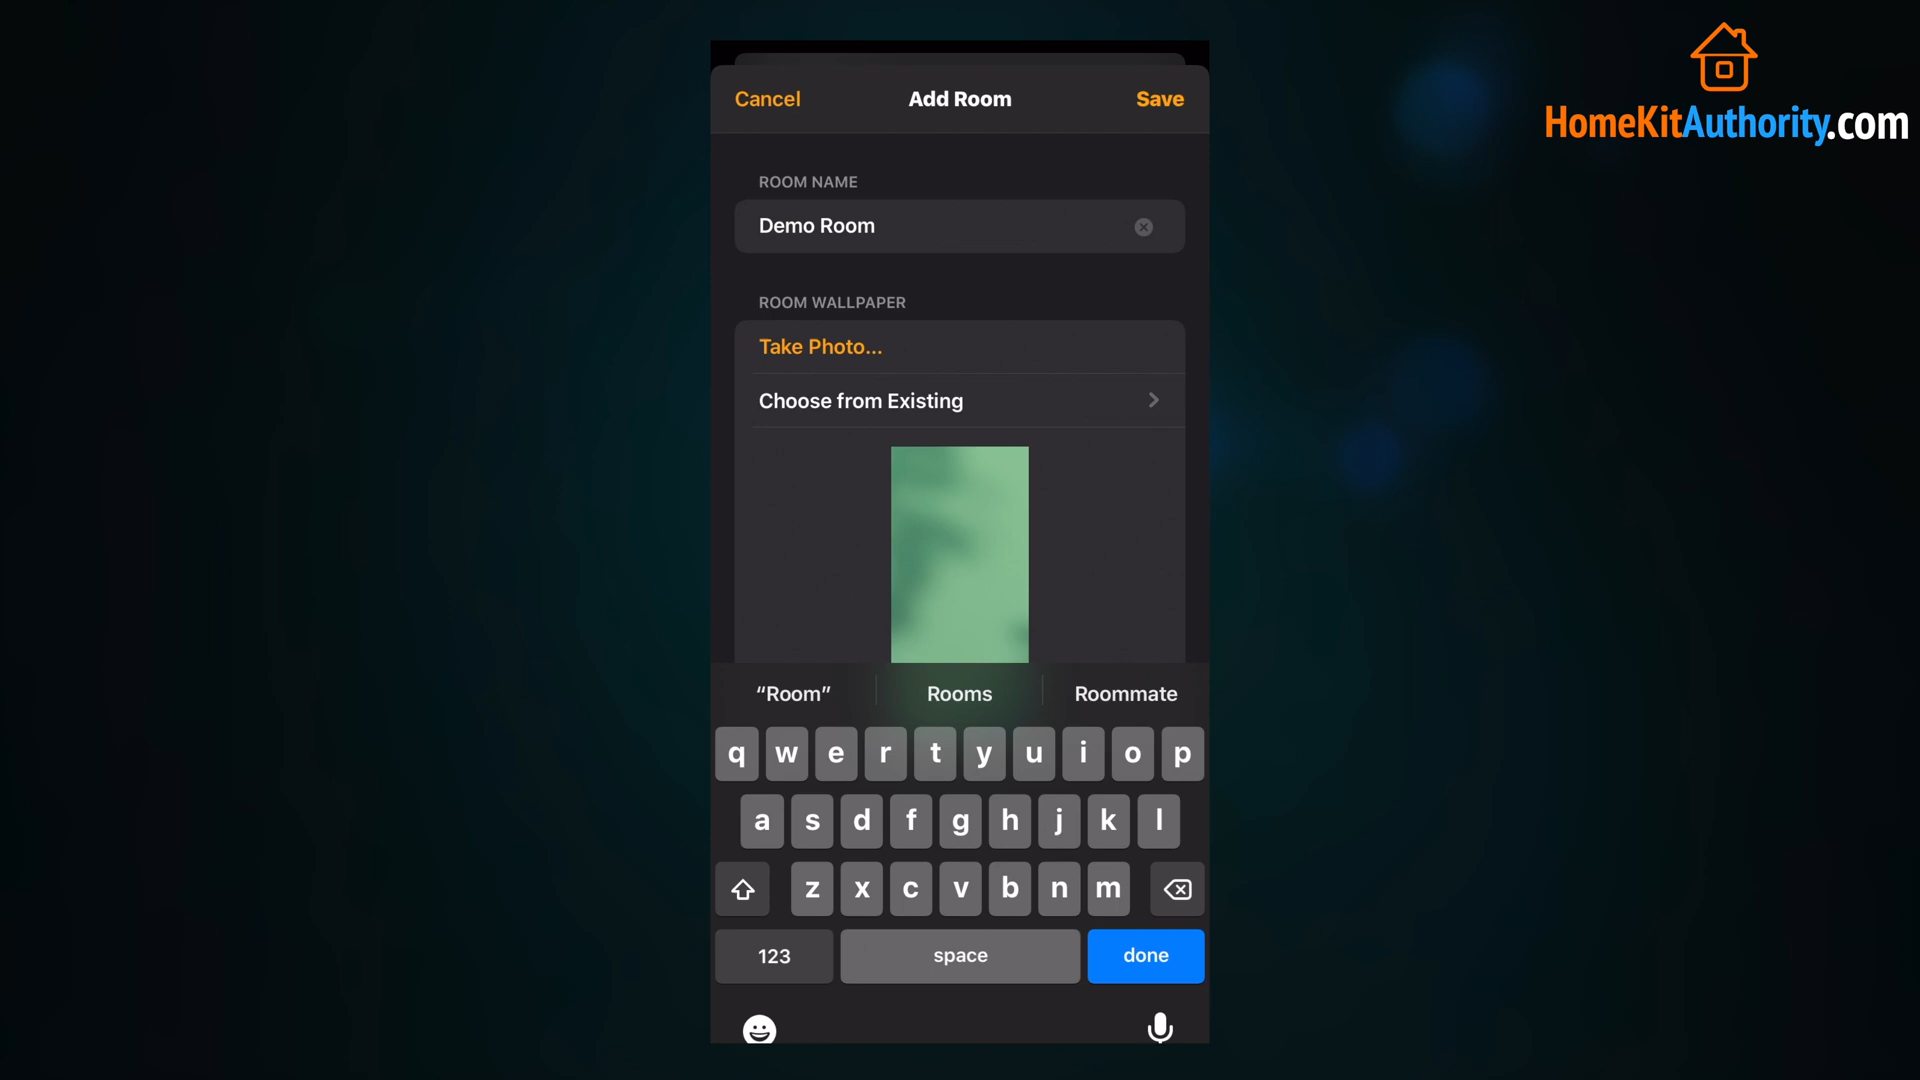 HomeKitAuthority.com
Cancel Add Room Save
ROOM NAME
Demo Room
ROOM WALLPAPER
Take Photo...
Choose from Existing
“Room” Rooms Roommate
q w e r t y u i o p
a s d f g h j k l
z x c v b n m
123 space done